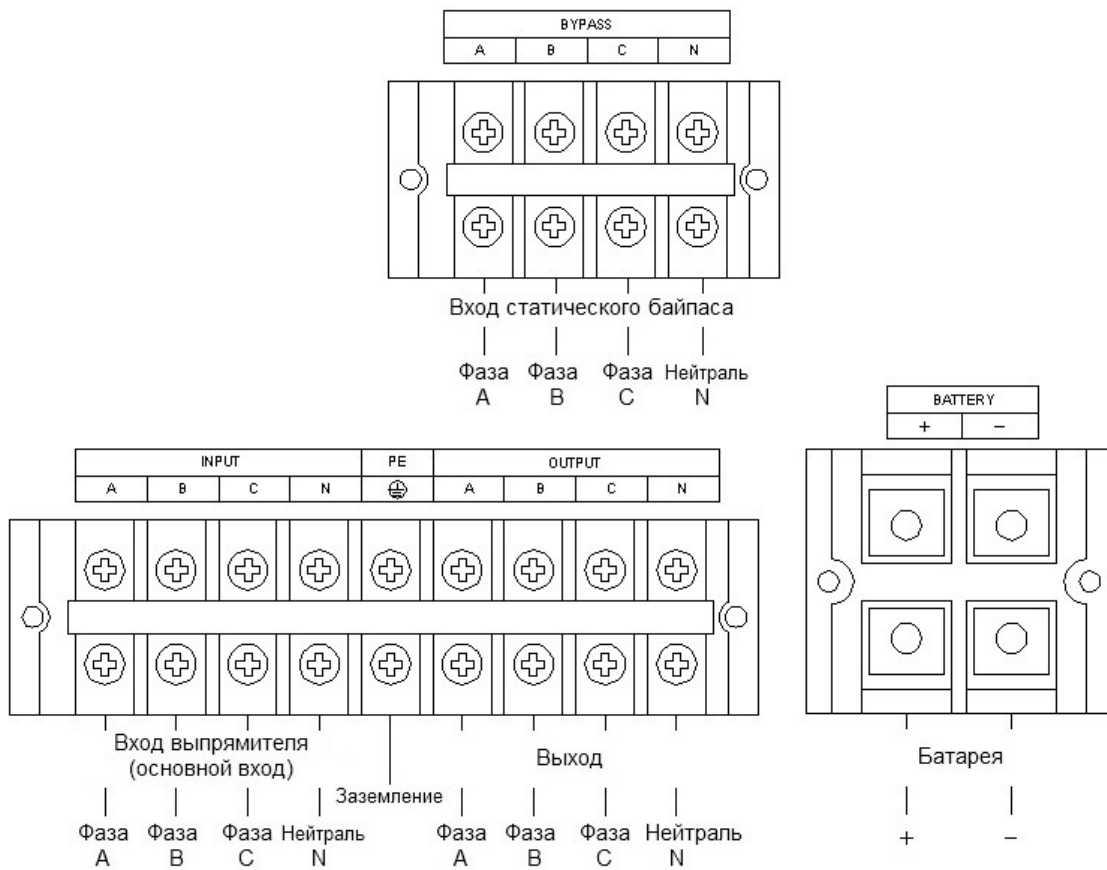 BYPASS
A B C N
Вход статического байпаса
Фаза Фаза Фаза Нейтраль
A B C N
BATTERY
+ −
INPUT PE OUTPUT
A B C N A B C N
Вход выпрямителя
(основной вход)
Выход
Батарея
Заземление
Фаза Фаза Фаза Нейтраль Фаза Фаза Фаза Нейтраль
A B C N A B C N
+ −